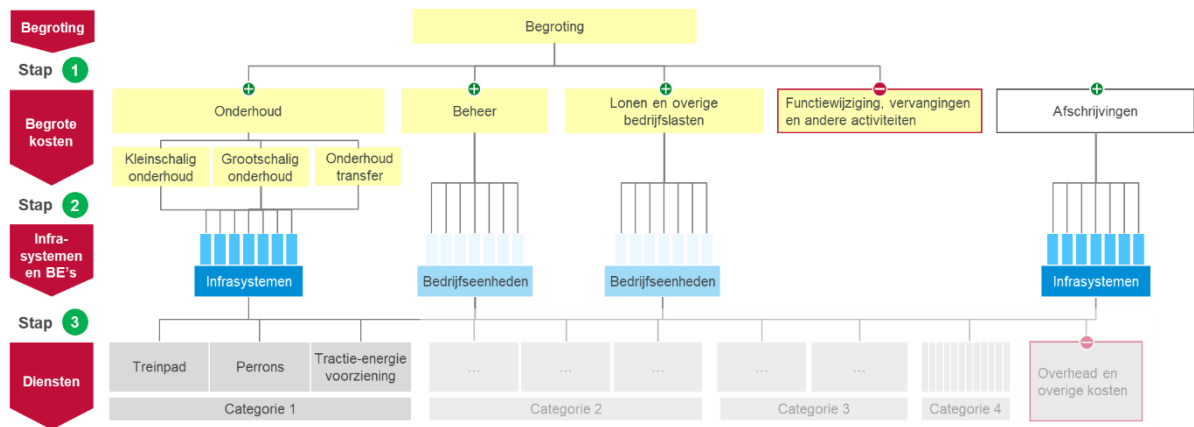 Begroting
Begroting
Stap 1
Onderhoud
Beheer
Lonen en overige
bedrijfslasten
Functiewijziging, vervangingen
en andere activiteiten
Afschrijvingen
Begrote
kosten
Kleinschalig
onderhoud
Grootschalig
onderhoud
Onderhoud
transfer
Stap 2
Infra-
systemen
en BE's
Infrasystemen
Bedrijfseenheden
Bedrijfseenheden
Infrasystemen
Stap 3
Diensten
Treinpad
Perrons
Tractie-energie
voorziening
...
...
...
...
...
Overhead en
overige kosten
Categorie 1
Categorie 2
Categorie 3
Categorie 4